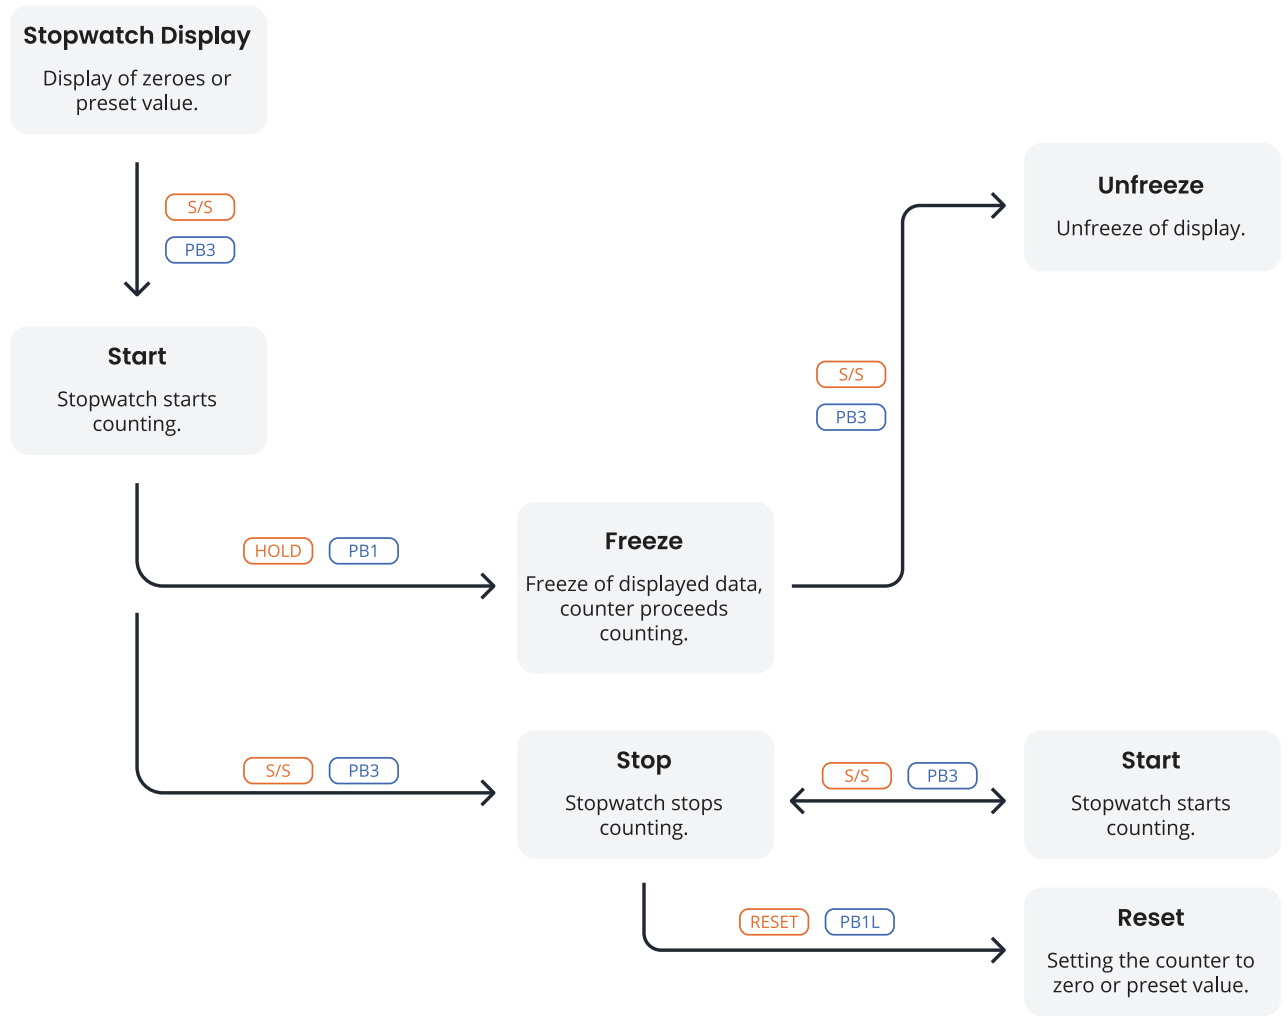 Stopwatch Display
Display of zeroes or
preset value.
S/S
PB3
Start
Stopwatch starts
counting.
HOLD PB1
Freeze
Freeze of displayed data,
counter proceeds
counting.
S/S
PB3
Unfreeze
Unfreeze of display.
S/S PB3
Stop
Stopwatch stops
counting.
S/S PB3
Start
Stopwatch starts
counting.
RESET PB1L
Reset
Setting the counter to
zero or preset value.